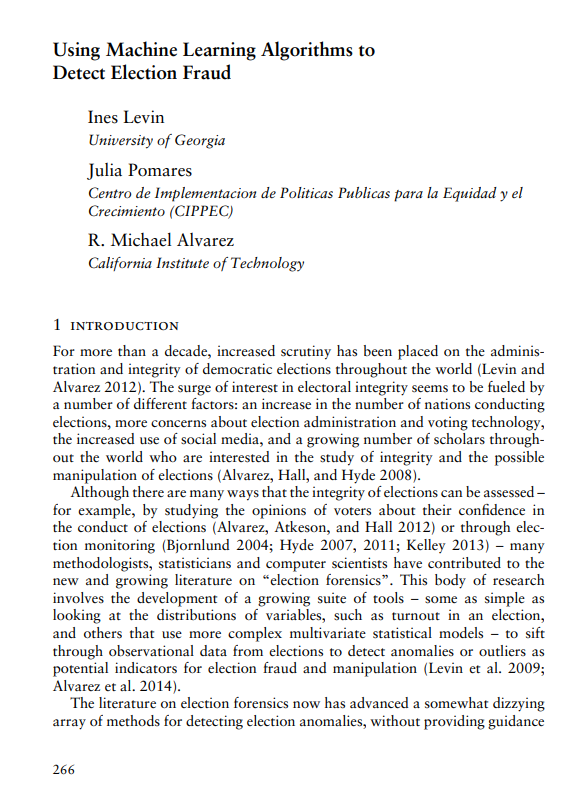 Using Machine Learning Algorithms to
Detect Election Fraud
Ines Levin
University of Georgia
Julia Pomares
Centro de Implementacion de Politicas Publicas para la Equidad y el
Crecimiento (CIPPEC)
R. Michael Alvarez
California Institute of Technology
1 INTRODUCTION
For more than a decade, increased scrutiny has been placed on the adminis-
tration and integrity of democratic elections throughout the world (Levin and
Alvarez 2012). The surge of interest in electoral integrity seems to be fueled by
a number of different factors: an increase in the number of nations conducting
elections, more concerns about election administration and voting technology,
the increased use of social media, and a growing number of scholars through-
out the world who are interested in the study of integrity and the possible
manipulation of elections (Alvarez, Hall, and Hyde 2008).
Although there are many ways that the integrity of elections can be assessed –
for example, by studying the opinions of voters about their confidence in
the conduct of elections (Alvarez, Atkeson, and Hall 2012) or through elec-
tion monitoring (Bjornlund 2004; Hyde 2007, 2011; Kelley 2013) – many
methodologists, statisticians and computer scientists have contributed to the
new and growing literature on “election forensics”. This body of research
involves the development of a growing suite of tools – some as simple as
looking at the distributions of variables, such as turnout in an election,
and others that use more complex multivariate statistical models – to sift
through observational data from elections to detect anomalies or outliers as
potential indicators for election fraud and manipulation (Levin et al. 2009;
Alvarez et al. 2014).
The literature on election forensics now has advanced a somewhat dizzying
array of methods for detecting election anomalies, without providing guidance
266